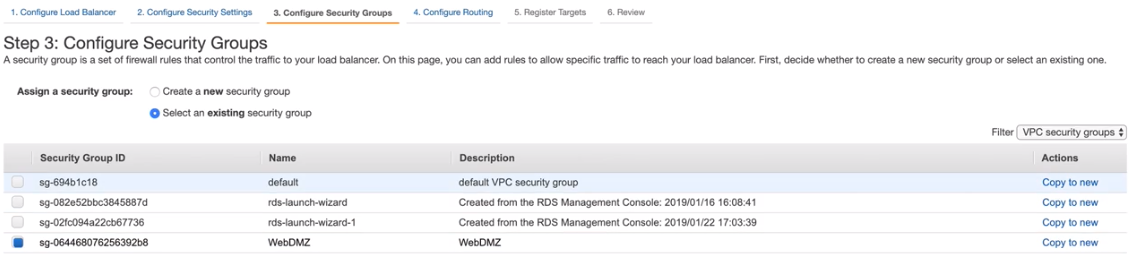 1. Configure Load Balancer 2. Configure Security Settings 3. Configure Security Groups 4. Configure Routing 5. Register Targets 6. Review
Step 3: Configure Security Groups
A security group is a set of firewall rules that control the traffic to your load balancer. On this page, you can add rules to allow specific traffic to reach your load balancer. First, decide whether to create a new security group or select an existing one.
Assign a security group: Create a new security group
Select an existing security group
Filter VPC security groups
Security Group ID Name Description Actions
sg-694b1c18 default default VPC security group Copy to new
sg-082e52bbc3845887d rds-launch-wizard Created from the RDS Management Console: 2019/01/16 16:08:41 Copy to new
sg-02fc094a22cb67736 rds-launch-wizard-1 Created from the RDS Management Console: 2019/01/22 17:03:39 Copy to new
sg-064468076256392b8 WebDMZ WebDMZ Copy to new